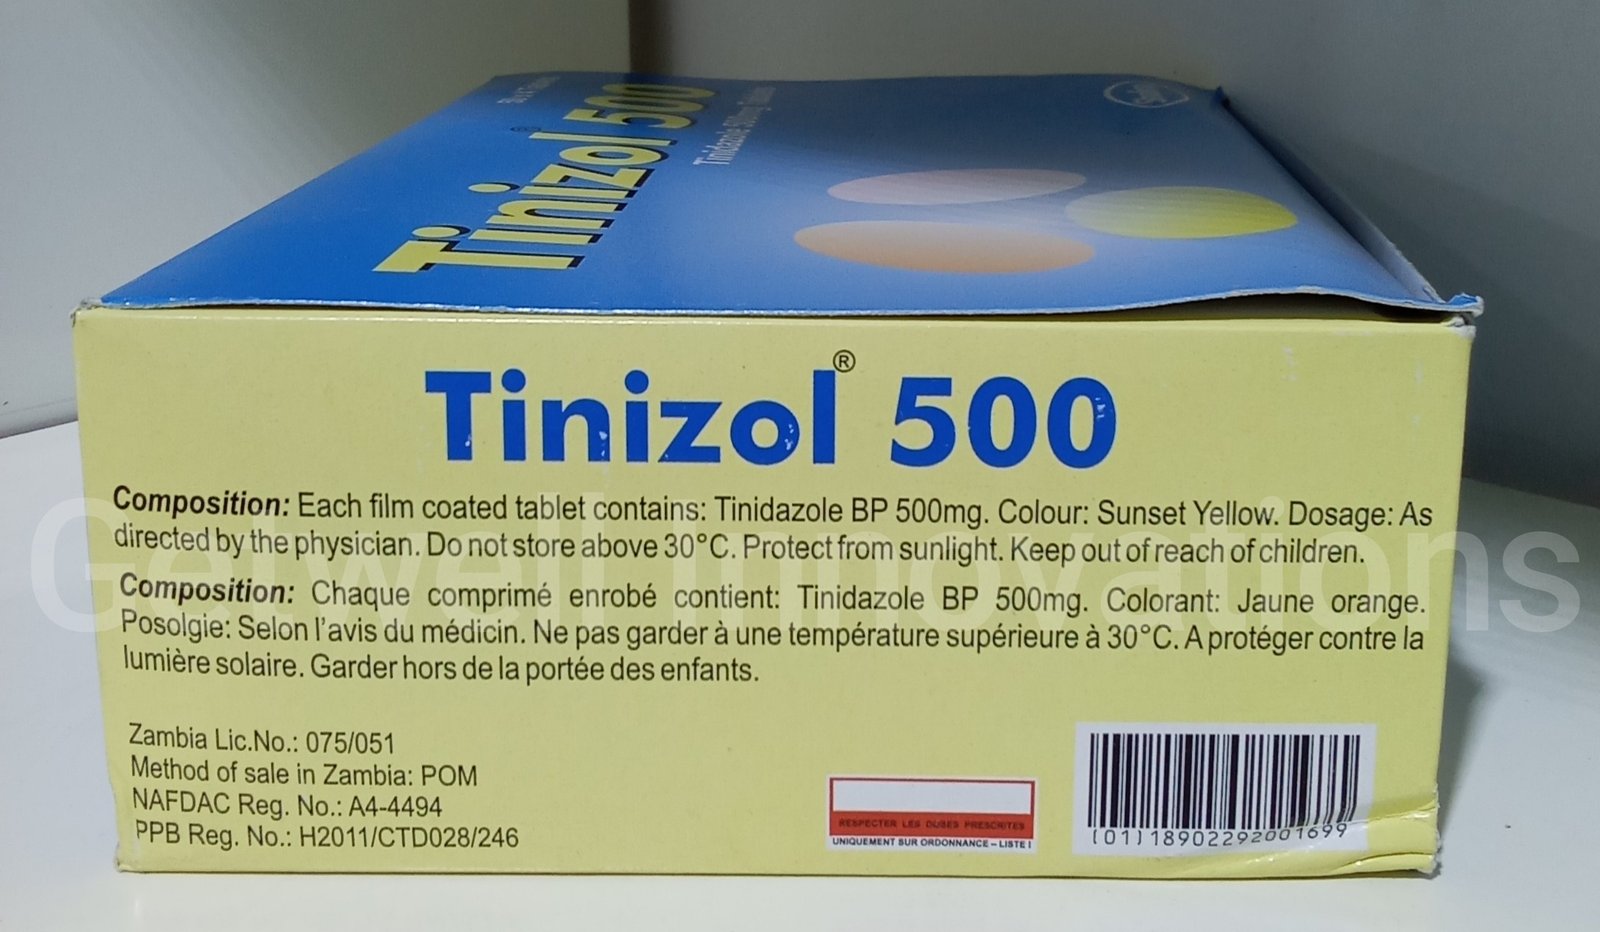 Tinizol® 500
Tinidazole 500mg
Tinizol® 500
Composition: Each film coated tablet contains: Tinidazole BP 500mg. Colour: Sunset Yellow. Dosage: As
directed by the physician. Do not store above 30°C. Protect from sunlight. Keep out of reach of children.
Composition: Chaque comprimé enrobé contient: Tinidazole BP 500mg. Colorant: Jaune orange.
Posolgie: Selon l'avis du médicin. Ne pas garder à une température supérieure à 30°C. A protéger contre la
lumière solaire. Garder hors de la portée des enfants.
Zambia Lic.No.: 075/051
Method of sale in Zambia: POM
NAFDAC Reg. No.: A4-4494
PPB Reg. No.: H2011/CTD028/246
RESPECTER LES DOSES PRESCRITES
UNIQUEMENT SUR ORDONNANCE – LISTE I
(01)18902292001699
Getwell Innovations